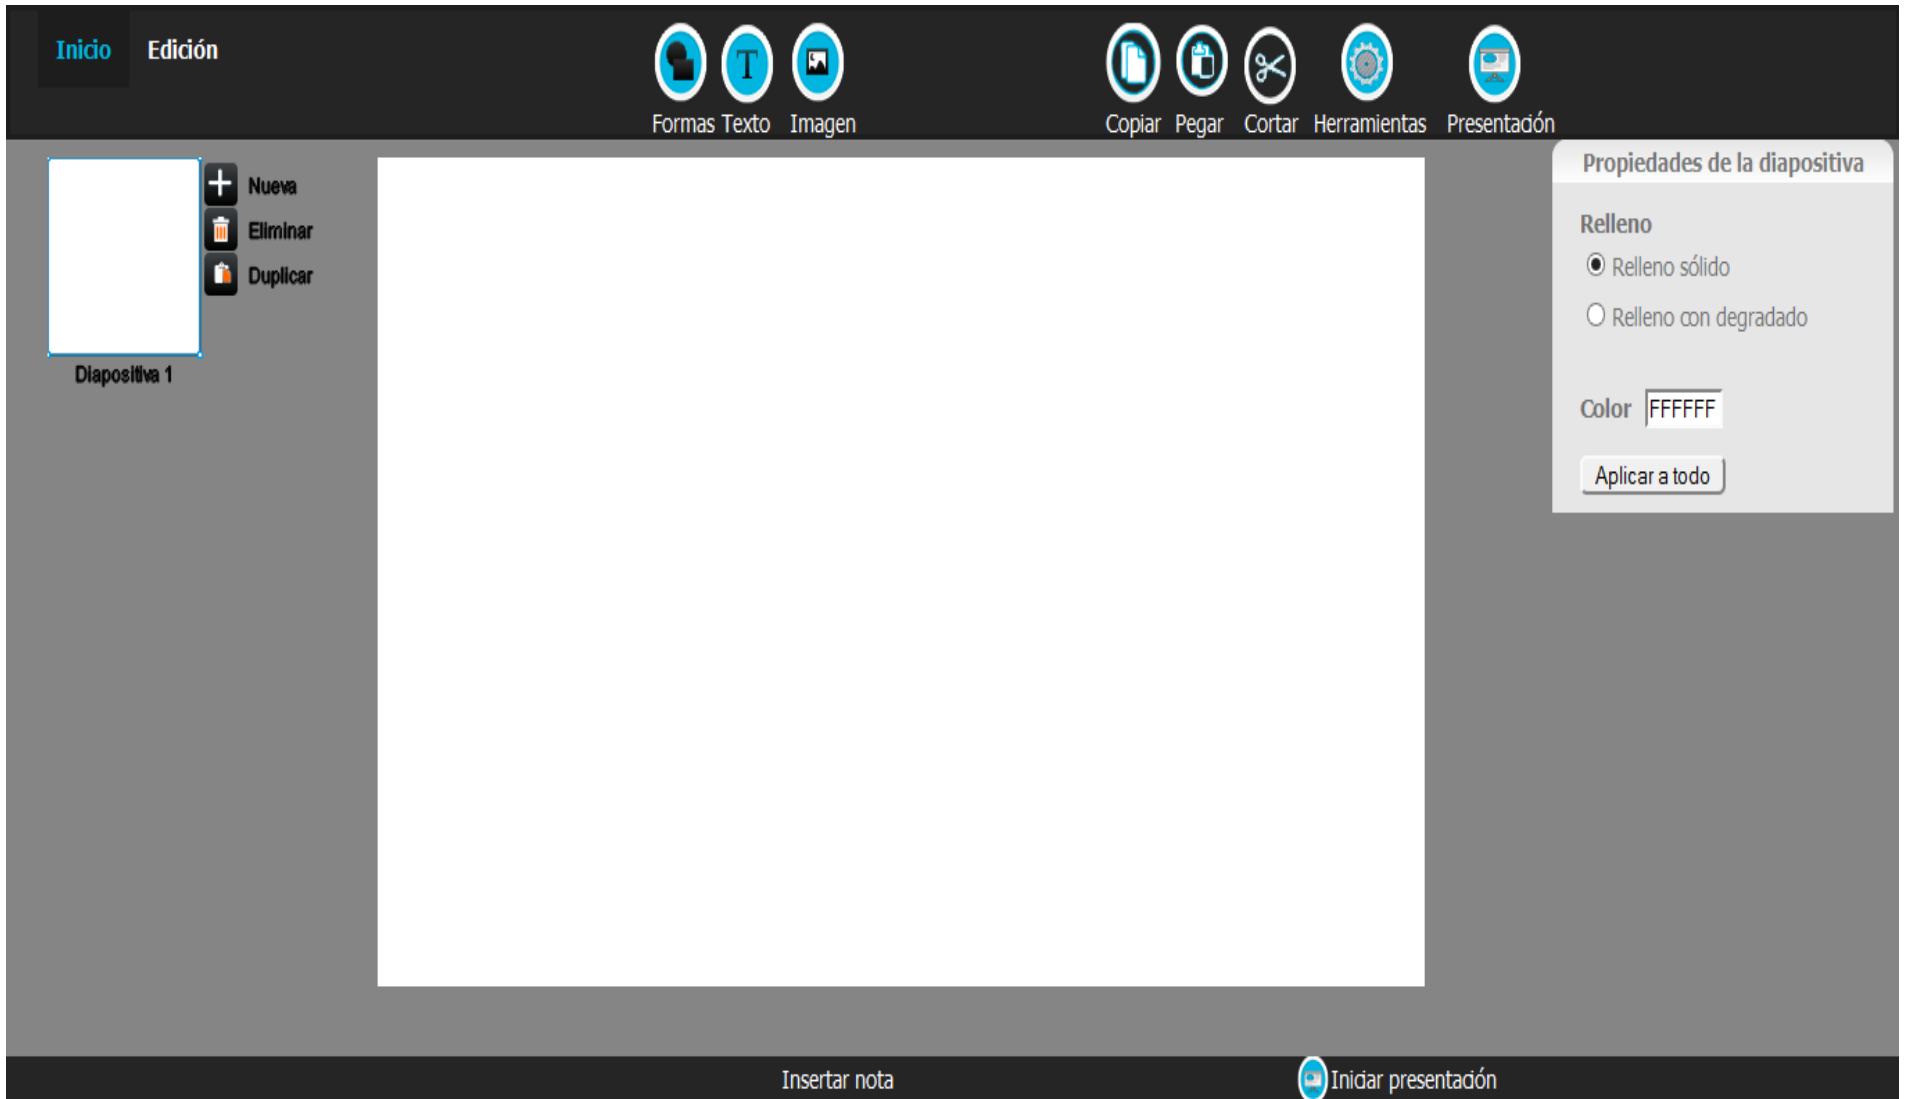 Inicio Edición
T
Formas Texto Imagen Copiar Pegar Cortar Herramientas Presentación
Propiedades de la diapositiva
Nueva
Eliminar
Duplicar
Diapositiva 1
Relleno
Relleno sólido
Relleno con degradado
Color FFFFFF
Aplicar a todo
Insertar nota Iniciar presentación